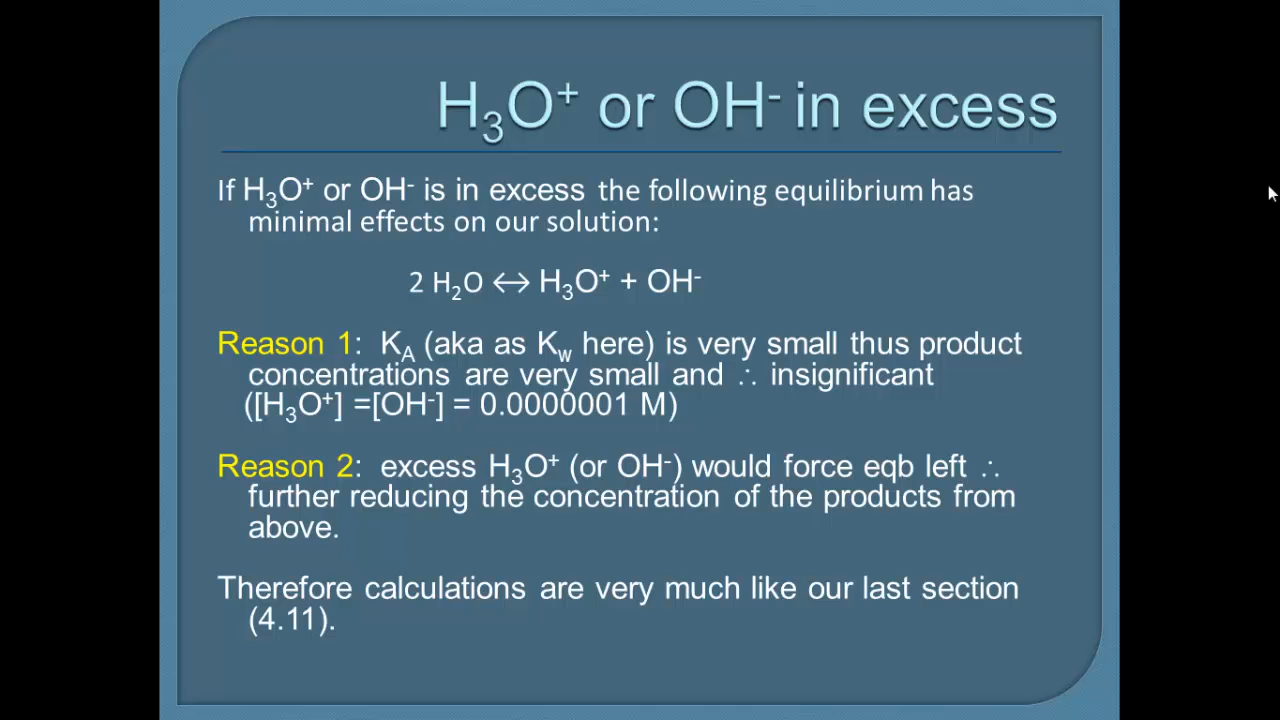 H₃O⁺ or OH⁻ in excess
If H₃O⁺ or OH⁻ is in excess the following equilibrium has
minimal effects on our solution:
2 H₂O ↔ H₃O⁺ + OH⁻
Reason 1: K_A (aka as K_w here) is very small thus product
concentrations are very small and ∴ insignificant
([H₃O⁺] =[OH⁻] = 0.0000001 M)
Reason 2: excess H₃O⁺ (or OH⁻) would force eqb left ∴
further reducing the concentration of the products from
above.
Therefore calculations are very much like our last section
(4.11).